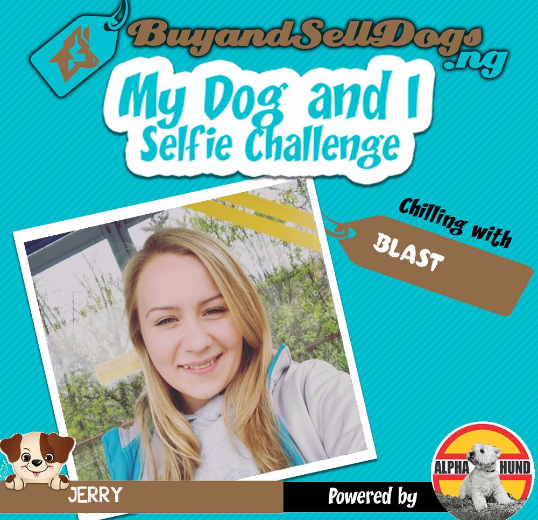 BuyandSellDogs
.ng
My Dog and I
Selfie Challenge
Chilling with
BLAST
JERRY
Powered by
ALPHA HUND